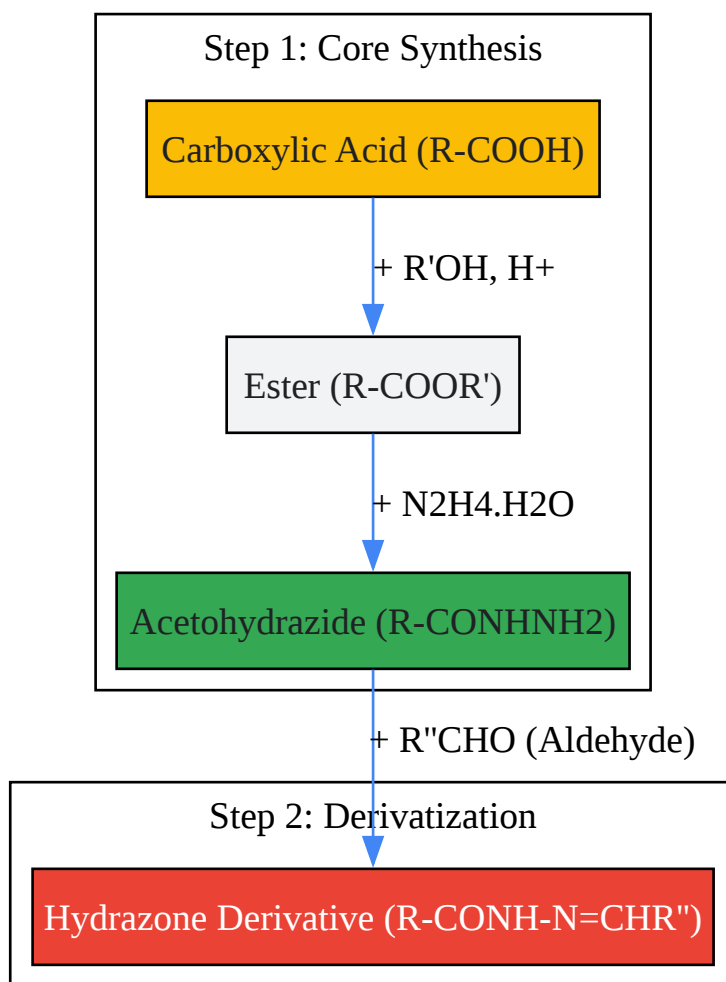 Step 1: Core Synthesis
Carboxylic Acid (R-COOH)
+ R'OH, H+
Ester (R-COOR')
+ N2H4.H2O
Acetohydrazide (R-CONHNH2)
+ R''CHO (Aldehyde)
Step 2: Derivatization
Hydrazone Derivative (R-CONH-N=CHR'')